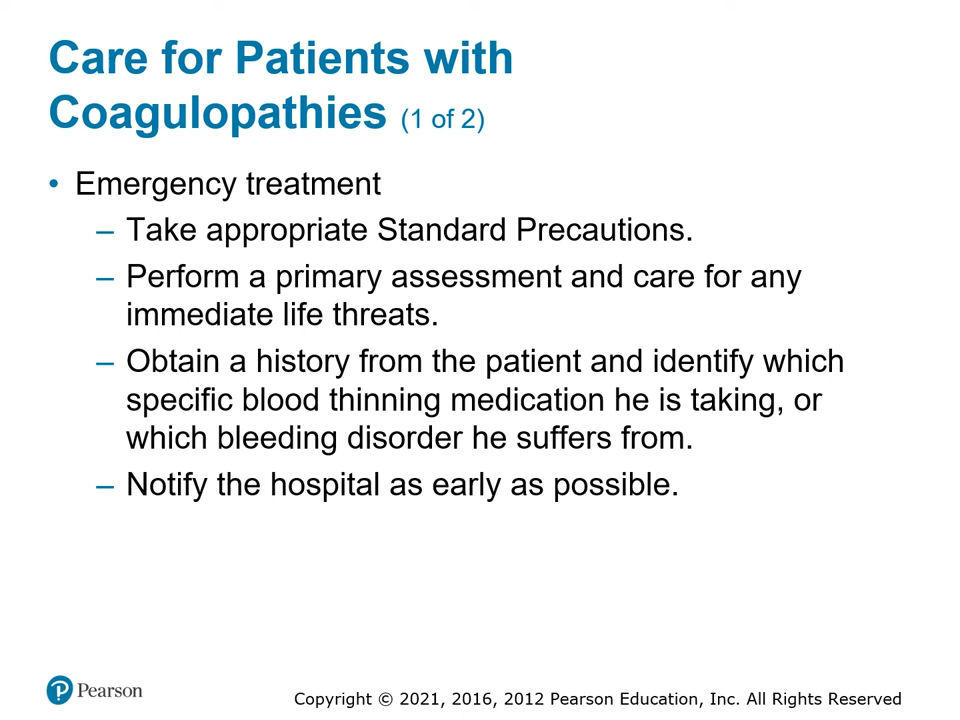 Care for Patients with
Coagulopathies (1 of 2)
• Emergency treatment
– Take appropriate Standard Precautions.
– Perform a primary assessment and care for any
immediate life threats.
– Obtain a history from the patient and identify which
specific blood thinning medication he is taking, or
which bleeding disorder he suffers from.
– Notify the hospital as early as possible.
Pearson
Copyright © 2021, 2016, 2012 Pearson Education, Inc. All Rights Reserved